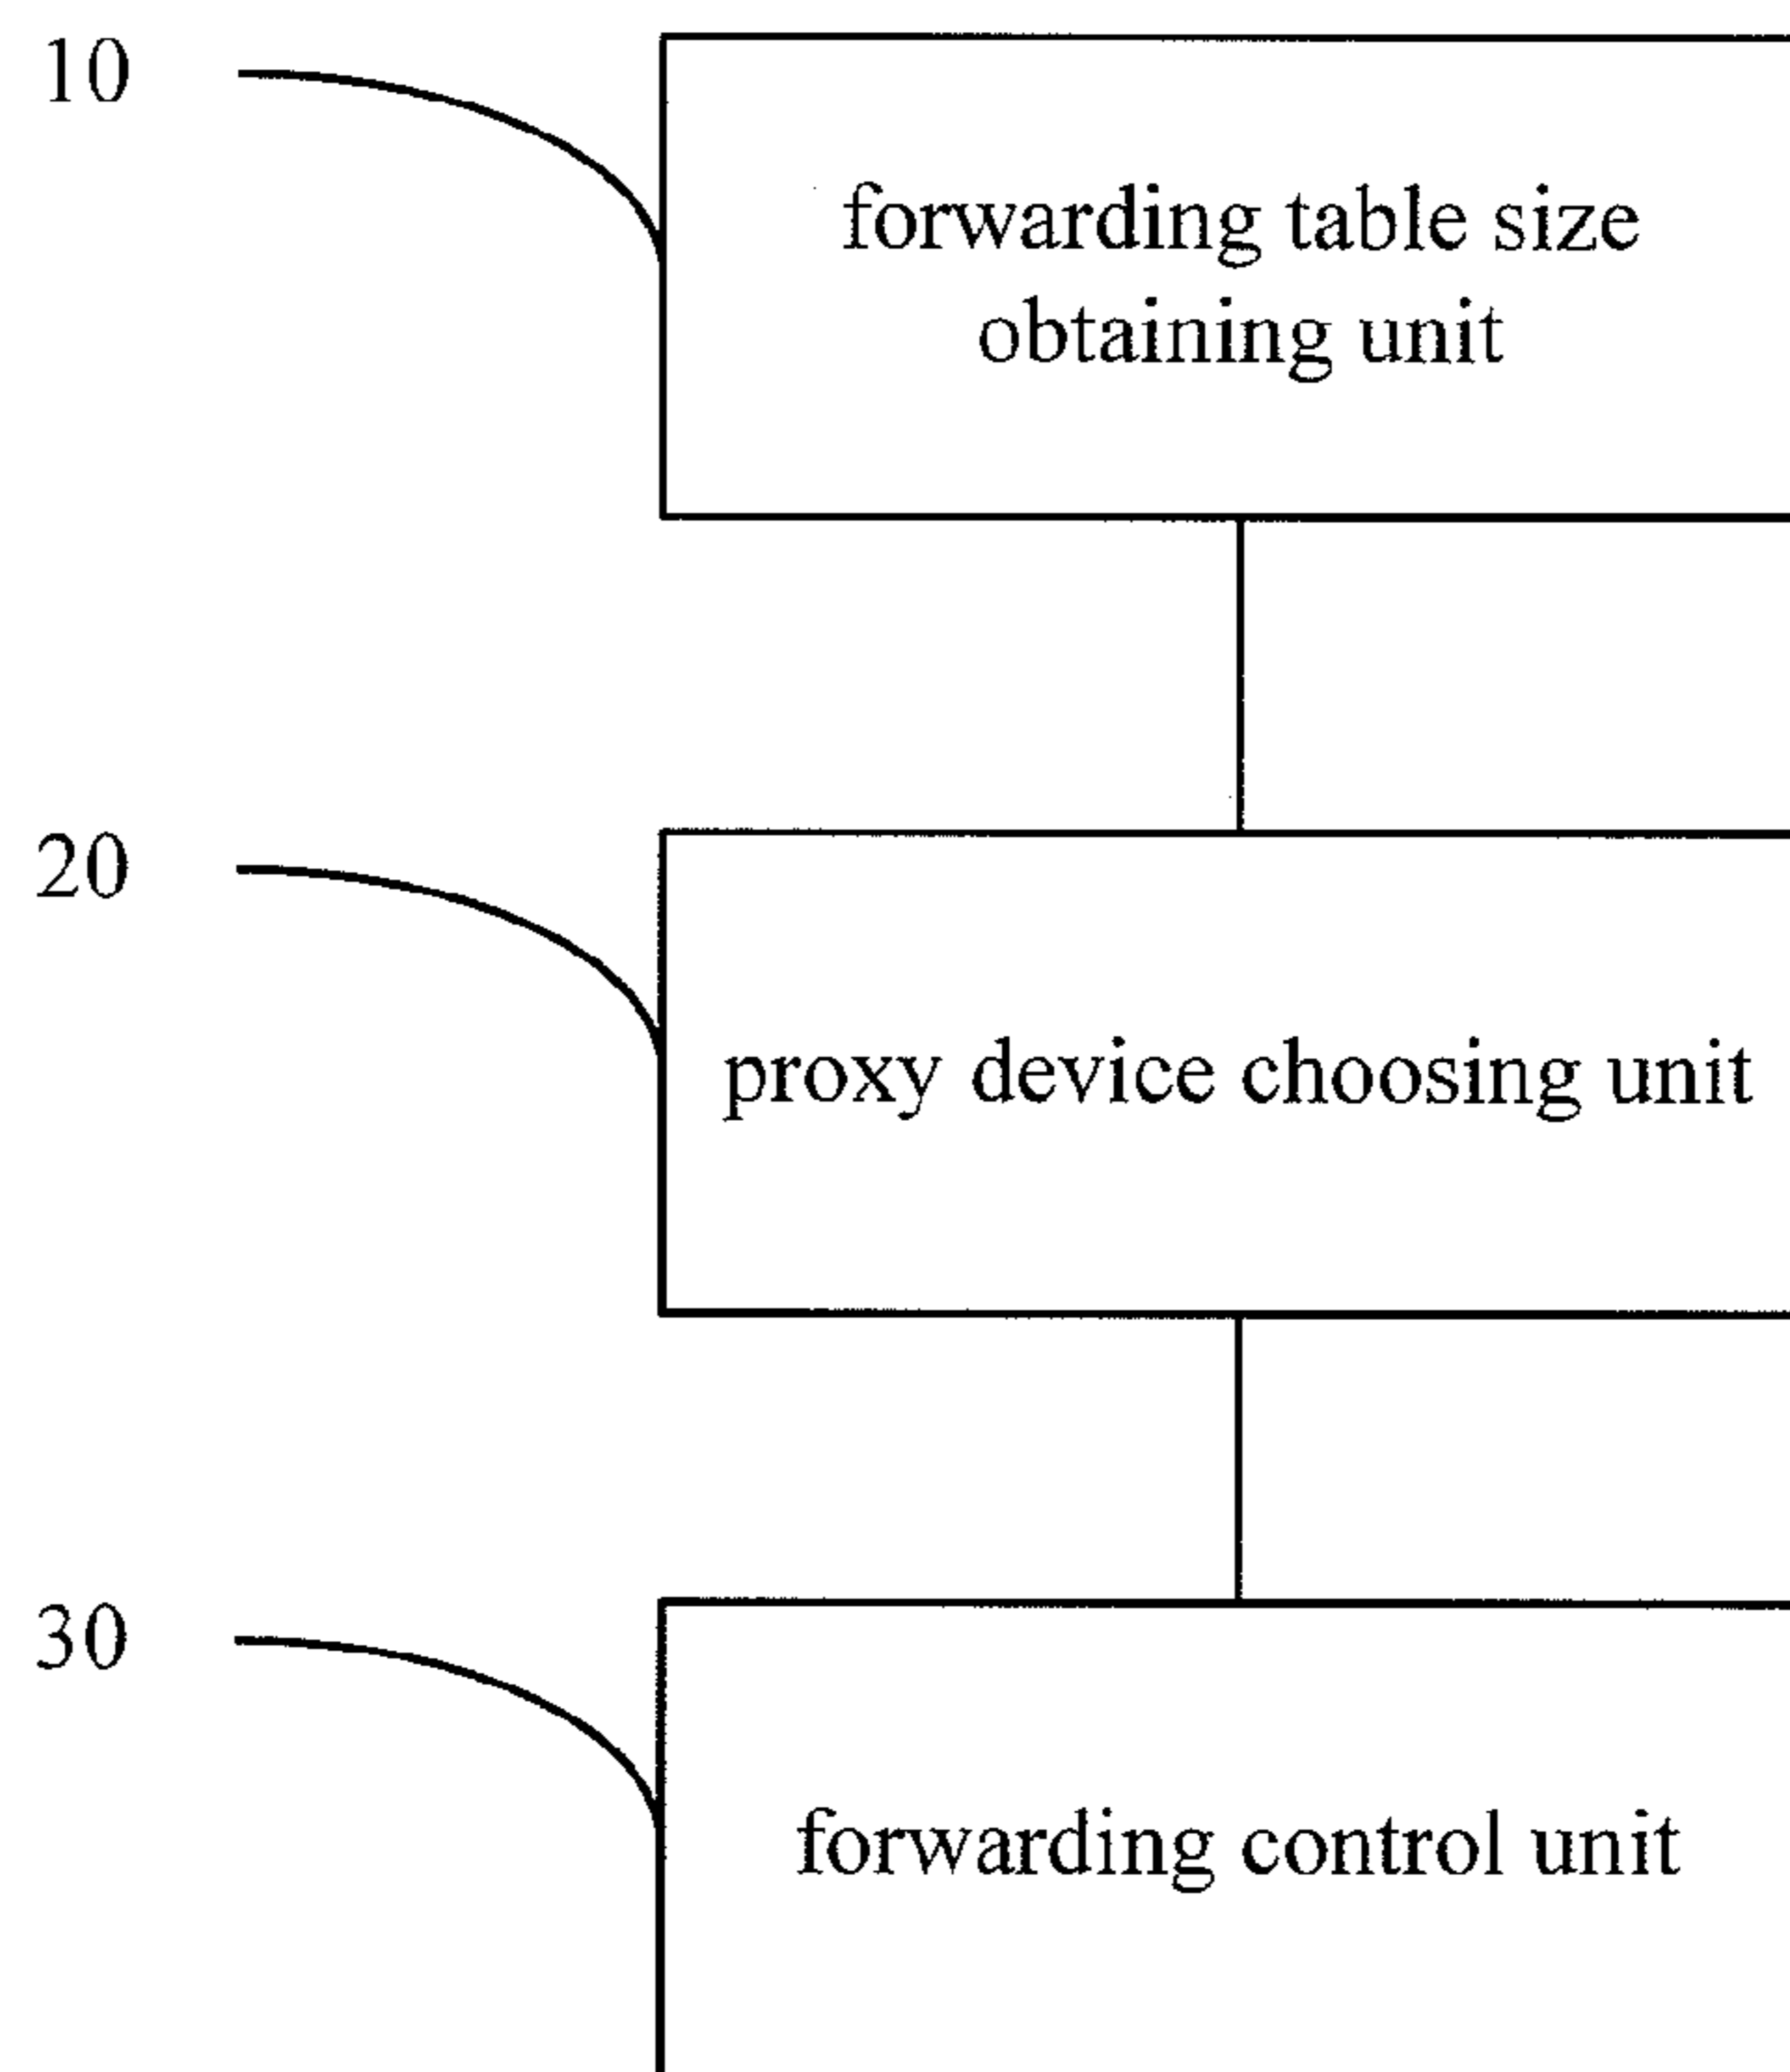 10
forwarding table size
obtaining unit
20
proxy device choosing unit
30
forwarding control unit